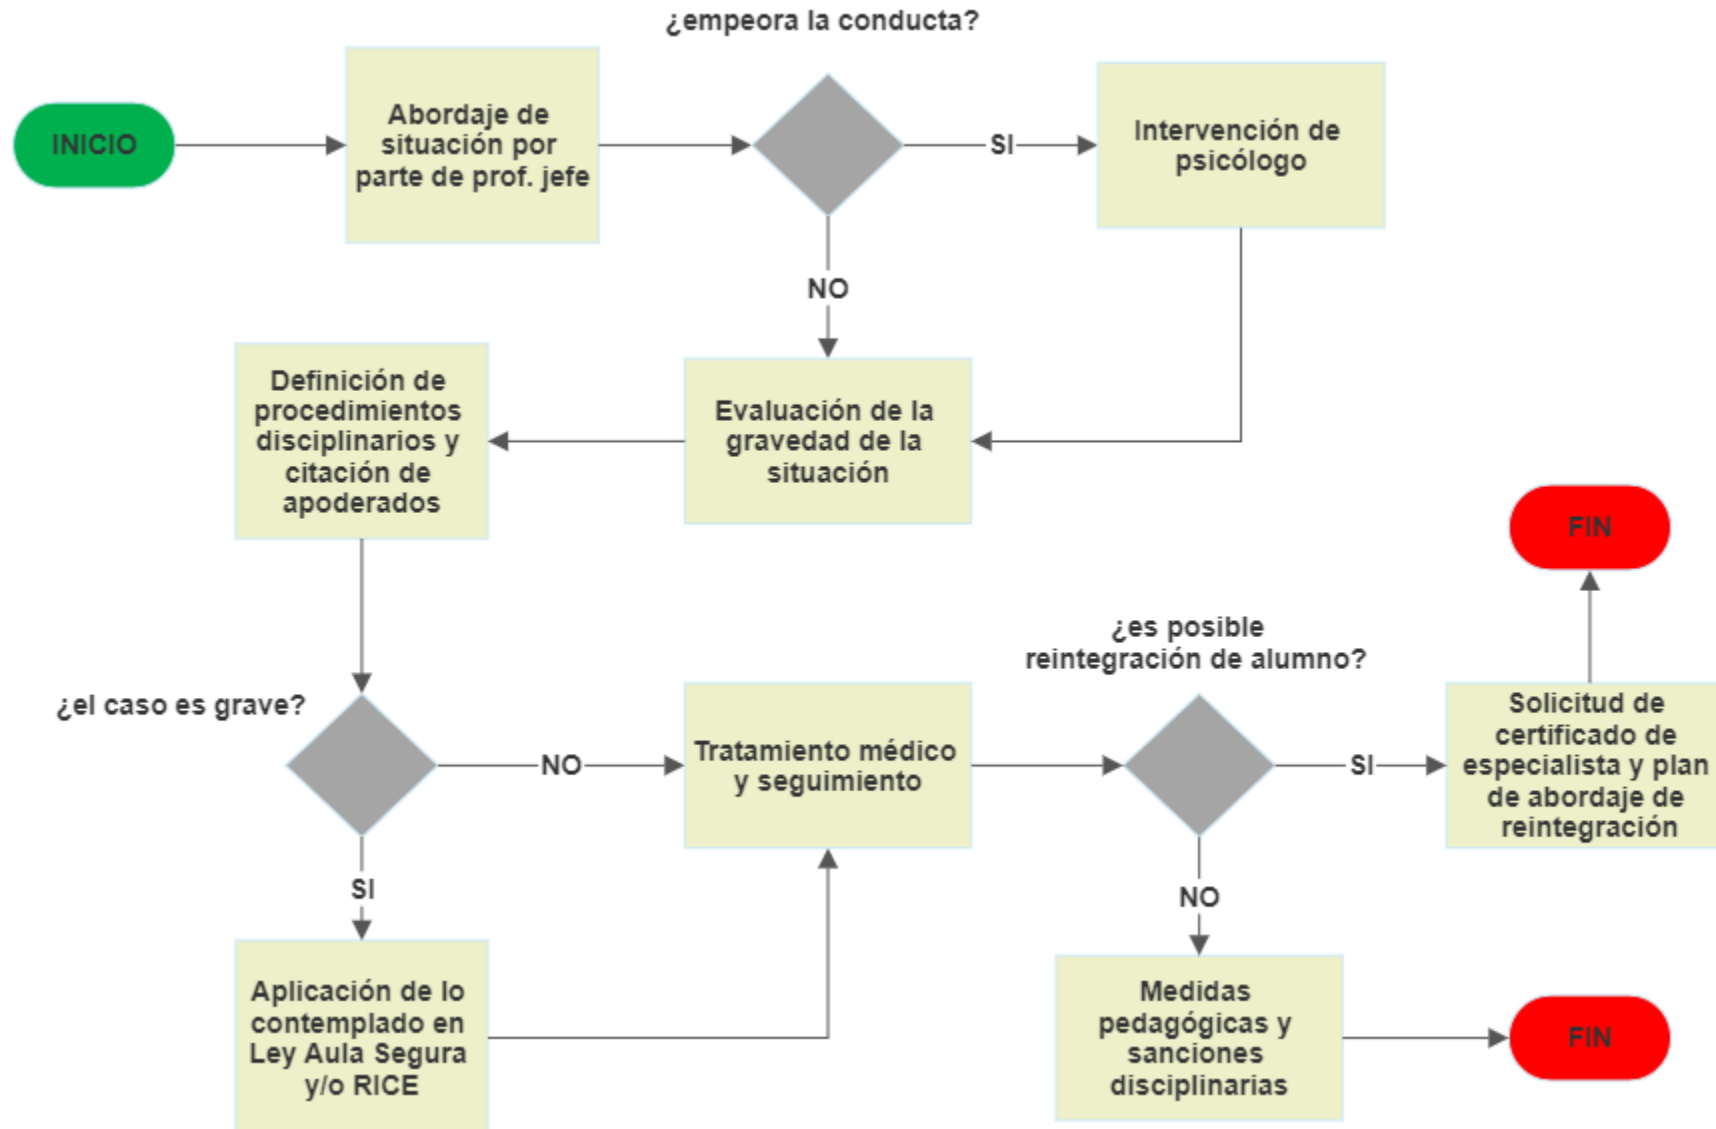 ¿empeora la conducta?
INICIO
Abordaje de
situación por
parte de prof. jefe
SI
Intervención de
psicólogo
NO
Definición de
procedimientos
disciplinarios y
citación de
apoderados
Evaluación de la
gravedad de la
situación
FIN
¿el caso es grave?
NO
Tratamiento médico
y seguimiento
¿es posible
reintegración de alumno?
SI
Solicitud de
certificado de
especialista y plan
de abordaje de
reintegración
SI
NO
Aplicación de lo
contemplado en
Ley Aula Segura
y/o RICE
Medidas
pedagógicas y
sanciones
disciplinarias
FIN